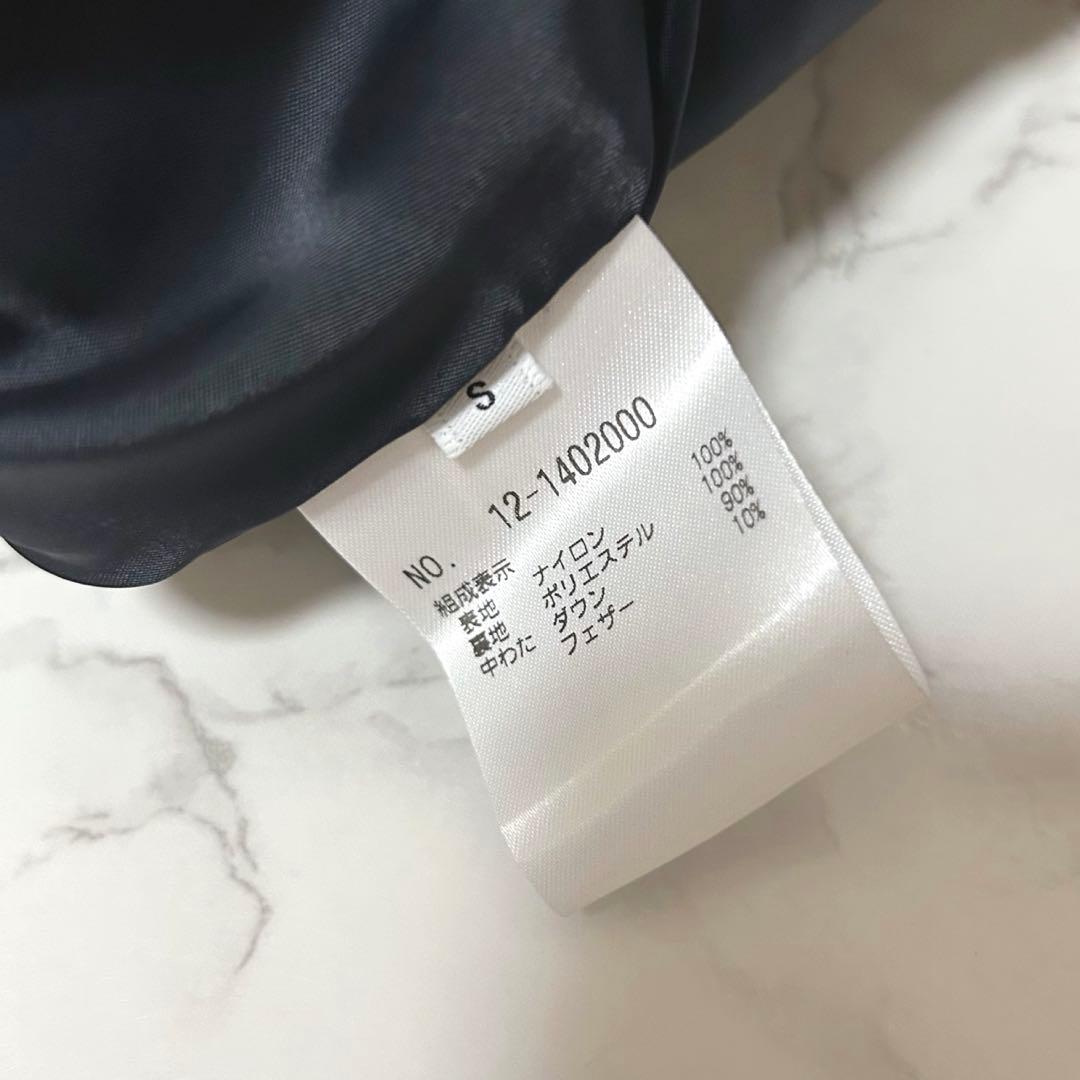 S
NO. 12-1402000
組成表示
表地 ナイロン 100%
裏地 ポリエステル 100%
中わた ダウン 90%
フェザー 10%